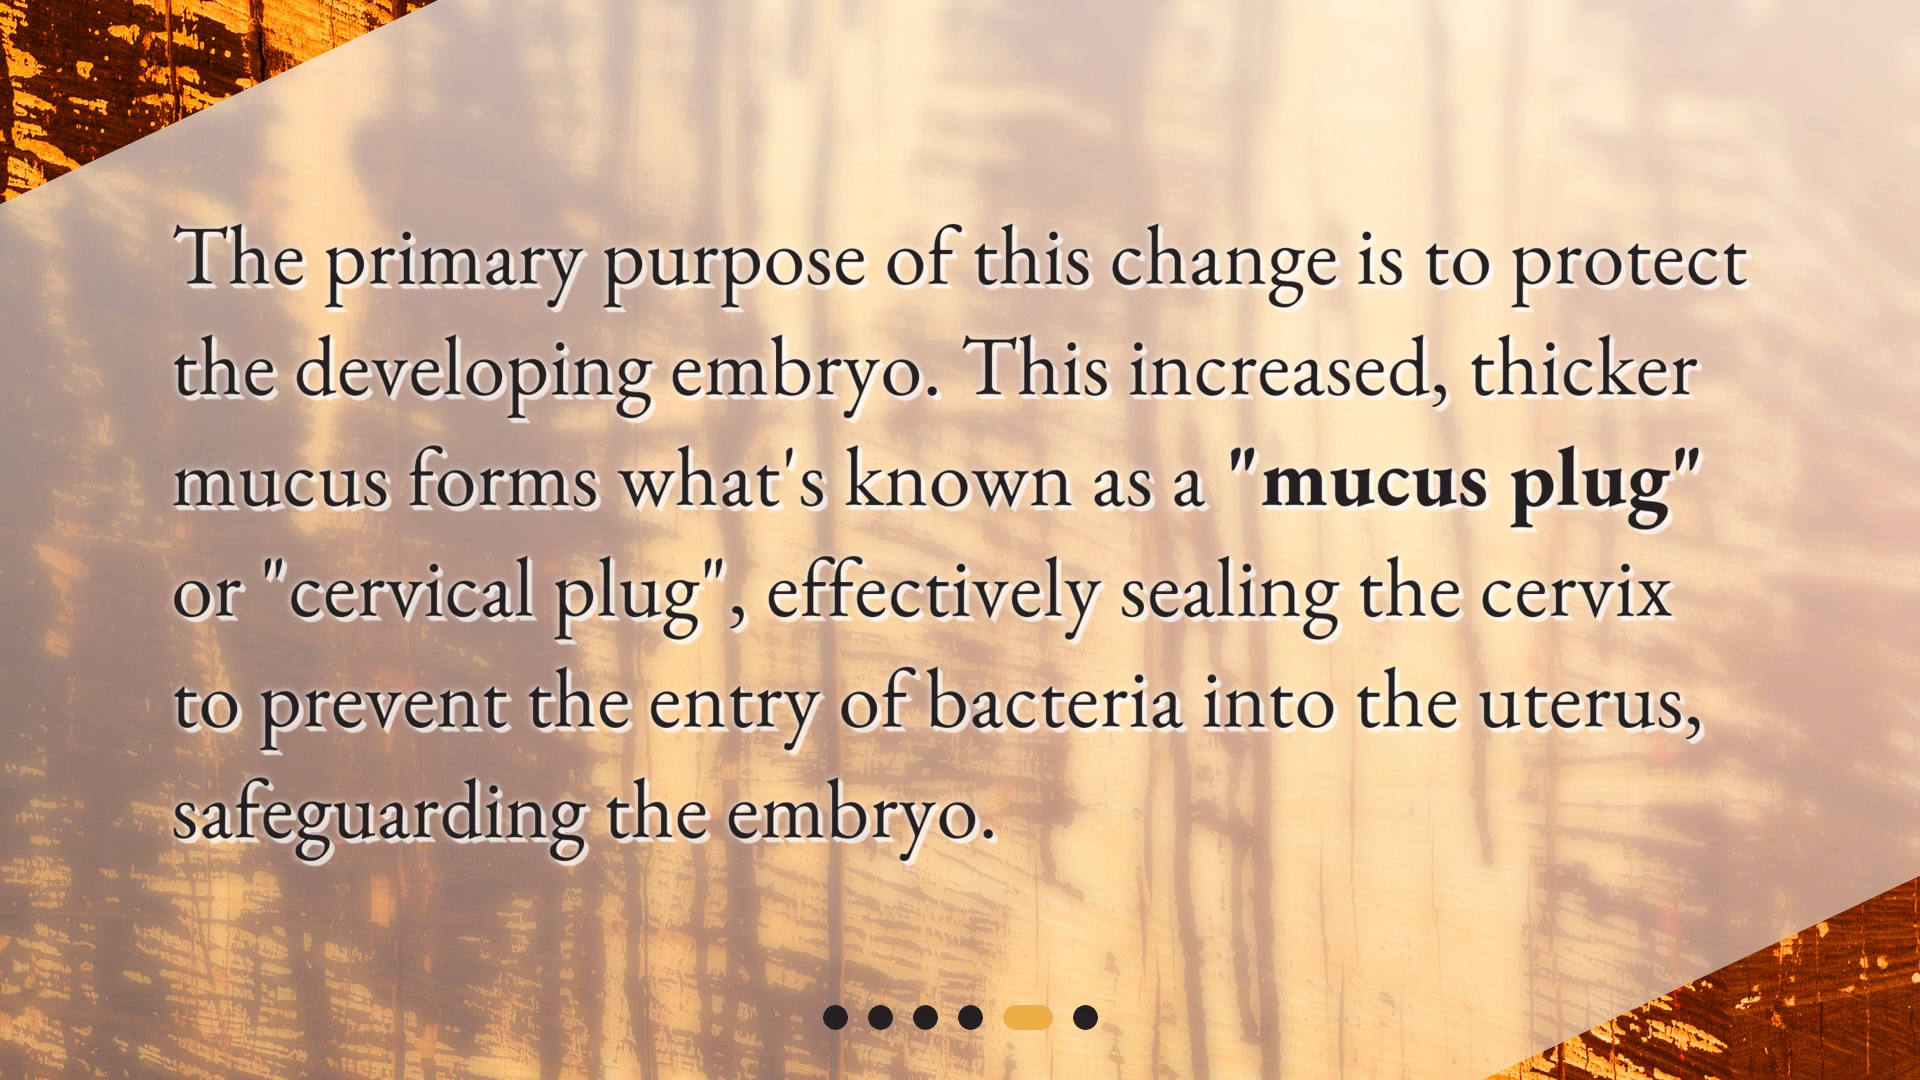 The primary purpose of this change is to protect
the developing embryo. This increased, thicker
mucus forms what's known as a "mucus plug"
or "cervical plug", effectively sealing the cervix
to prevent the entry of bacteria into the uterus,
safeguarding the embryo.